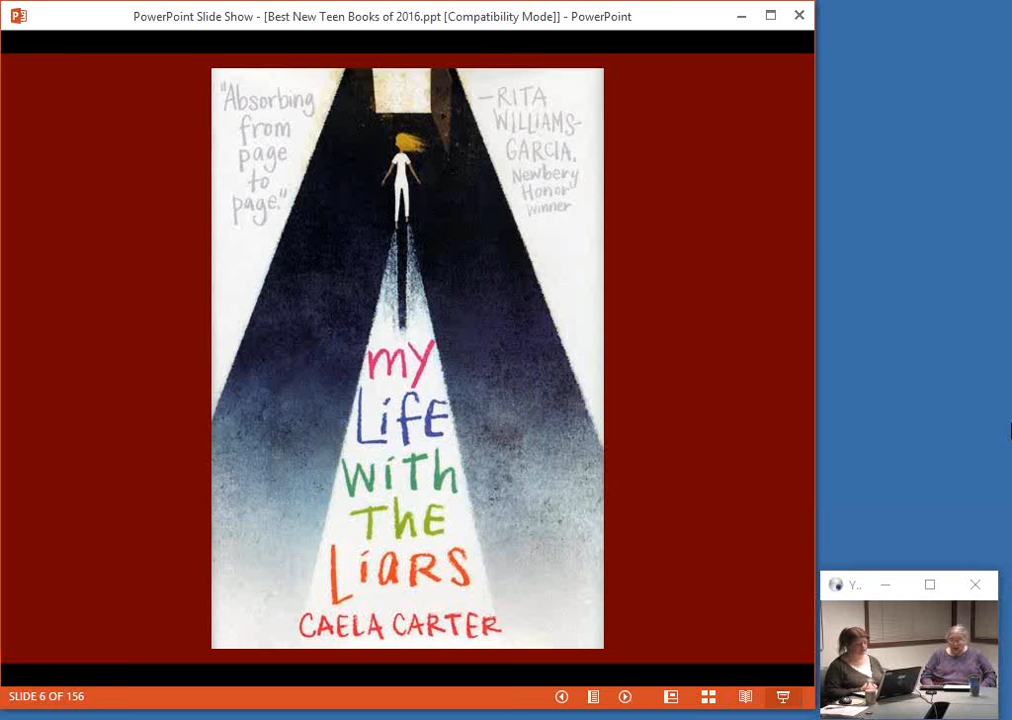 PowerPoint Slide Show - [Best New Teen Books of 2016.ppt [Compatibility Mode]] - PowerPoint
"Absorbing
from
page
to
page."
—RITA
WILLIAMS-
GARCIA,
Newbery
Honor
winner
my
Life
with
The
Liars
CAELA CARTER
Y..
SLIDE 6 OF 156